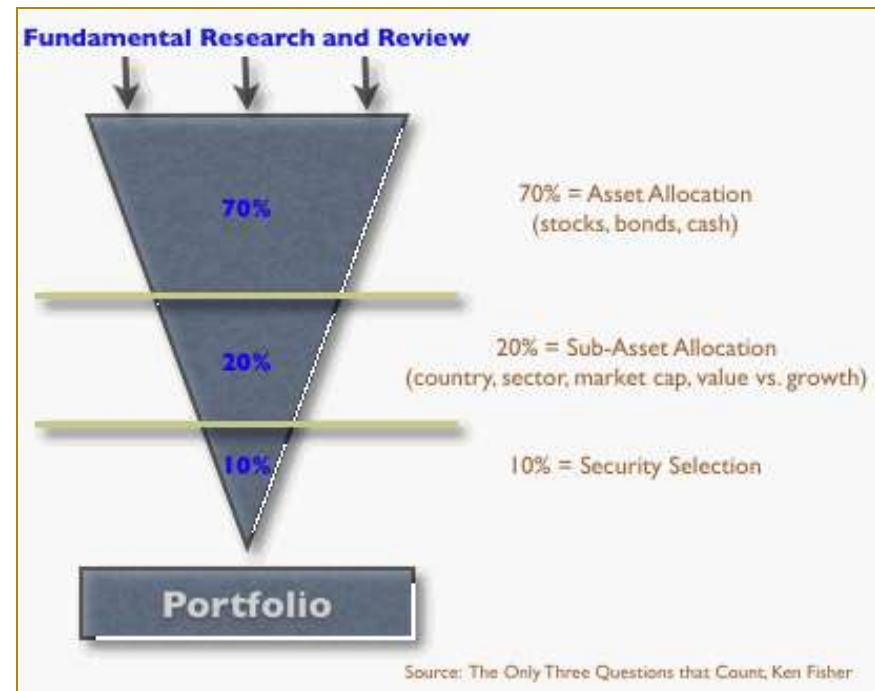 Fundamental Research and Review
70%
70% = Asset Allocation
(stocks, bonds, cash)
20%
20% = Sub-Asset Allocation
(country, sector, market cap, value vs. growth)
10%
10% = Security Selection
Portfolio
Source: The Only Three Questions that Count, Ken Fisher